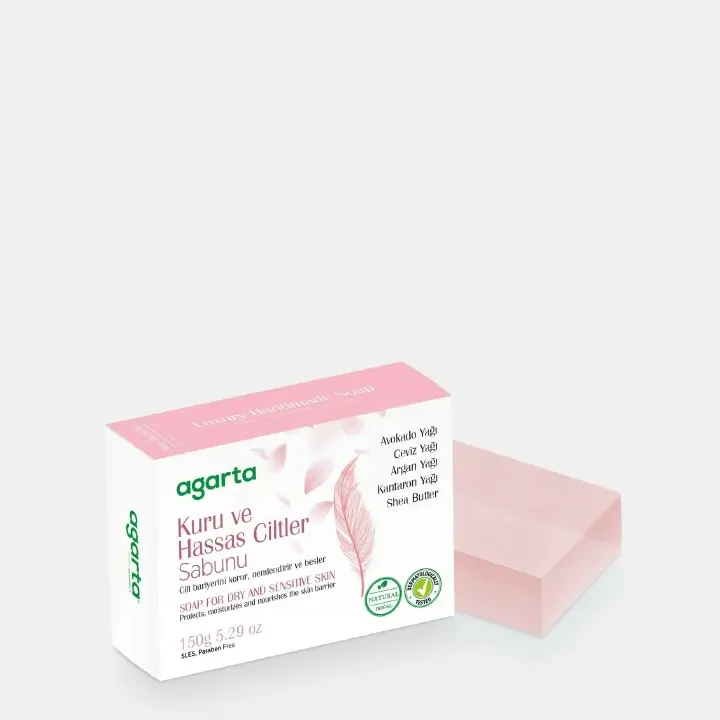 Luxury Handmade Soap
agarta
Kuru ve
Hassas Ciltler
Sabunu
Cilt bariyerini korur, nemlendirir ve besler
SOAP FOR DRY AND SENSITIVE SKIN
Protects, moisturizes and nourishes the skin barrier
150g 5.29 oz
SLES, Paraben Free
Avokado Yağı
Ceviz Yağı
Argan Yağı
Kantaron Yağı
Shea Butter
NATURAL
DOĞAL
DERMATOLOGICALLY
TESTED
agarta